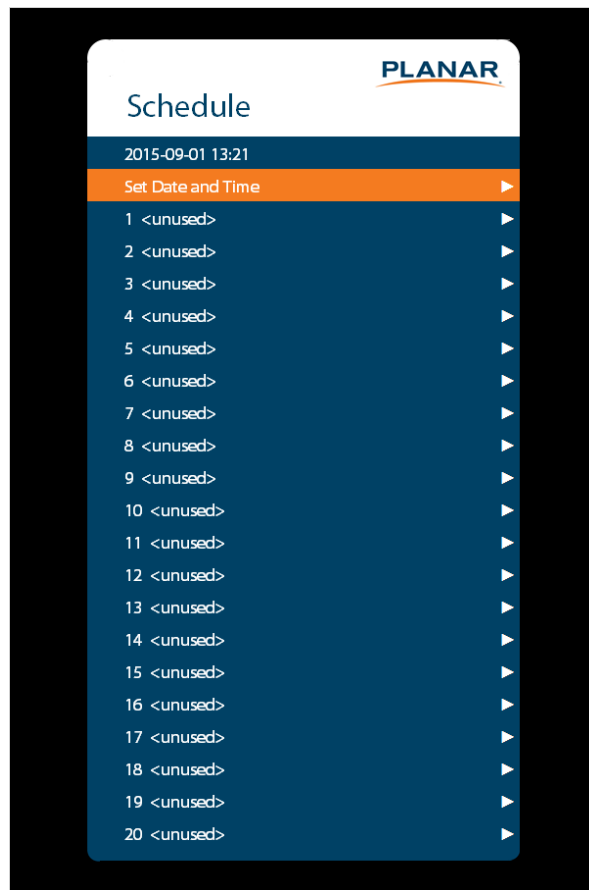 PLANAR
Schedule
2015-09-01 13:21
Set Date and Time
1 <unused>
2 <unused>
3 <unused>
4 <unused>
5 <unused>
6 <unused>
7 <unused>
8 <unused>
9 <unused>
10 <unused>
11 <unused>
12 <unused>
13 <unused>
14 <unused>
15 <unused>
16 <unused>
17 <unused>
18 <unused>
19 <unused>
20 <unused>